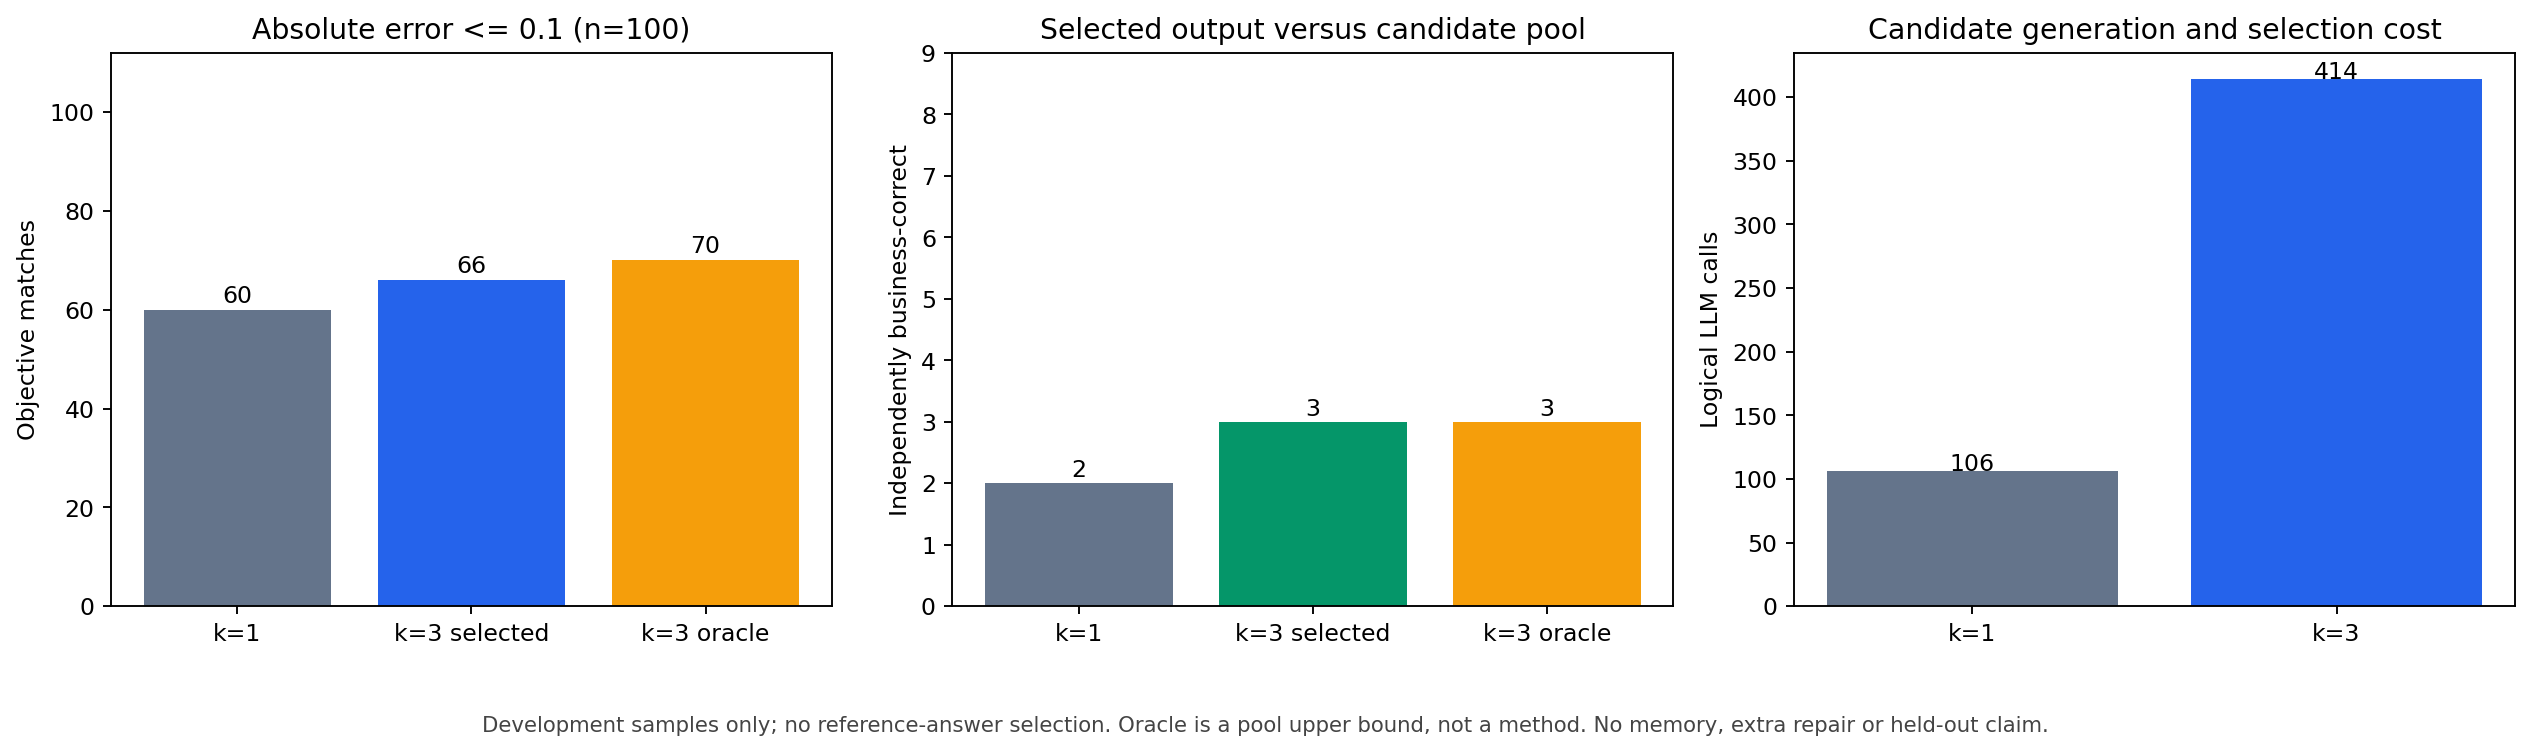 Absolute error <= 0.1 (n=100)
Objective matches
100
80
60
40
20
0
60
66
70
k=1
k=3 selected
k=3 oracle
Selected output versus candidate pool
Independently business-correct
9
8
7
6
5
4
3
2
1
0
2
3
3
k=1
k=3 selected
k=3 oracle
Candidate generation and selection cost
Logical LLM calls
400
350
300
250
200
150
100
50
0
106
414
k=1
k=3
Development samples only; no reference-answer selection. Oracle is a pool upper bound, not a method. No memory, extra repair or held-out claim.